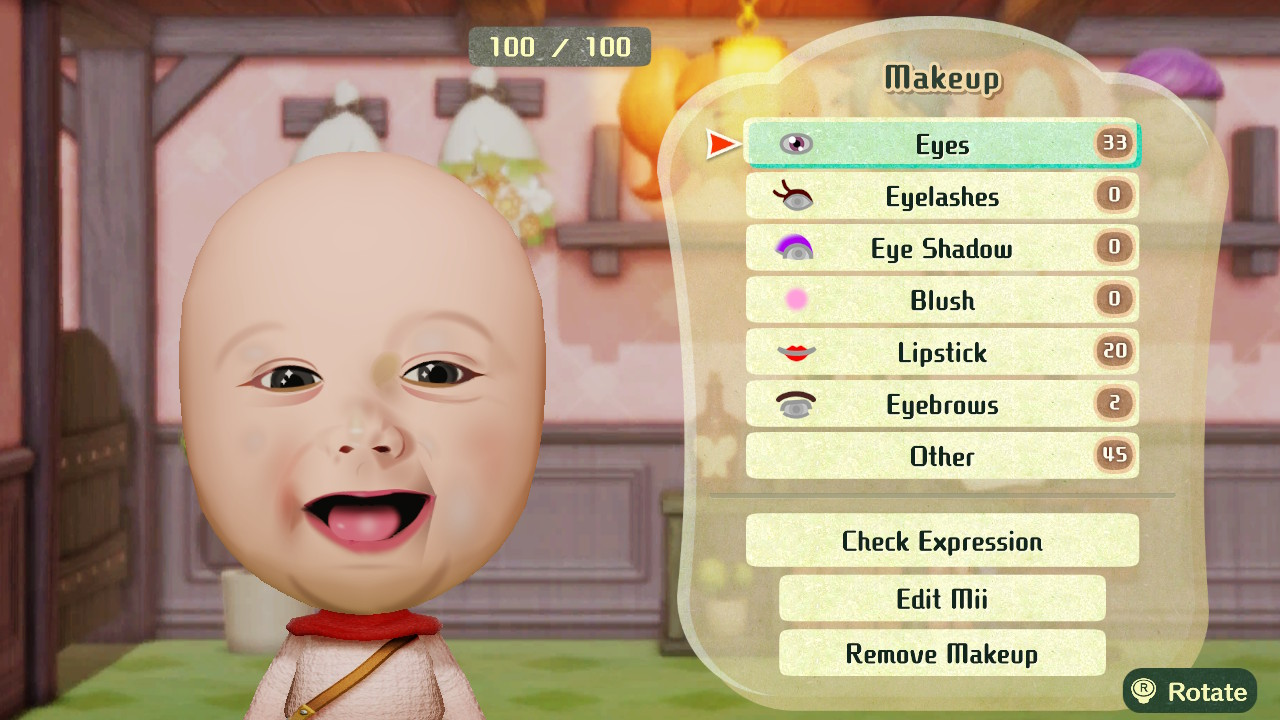 100 / 100
Makeup
Eyes 33
Eyelashes 0
Eye Shadow 0
Blush 0
Lipstick 20
Eyebrows 2
Other 45
Check Expression
Edit Mii
Remove Makeup
R Rotate